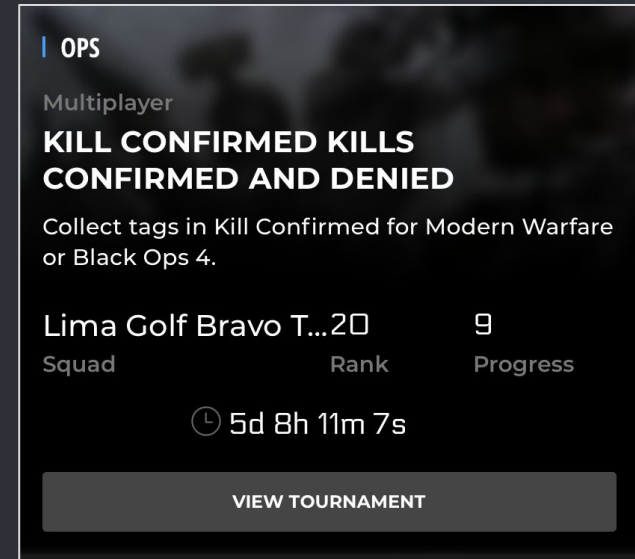 OPS
Multiplayer
KILL CONFIRMED KILLS
CONFIRMED AND DENIED
Collect tags in Kill Confirmed for Modern Warfare
or Black Ops 4.
Lima Golf Bravo T... 20 9
Squad Rank Progress
5d 8h 11m 7s
VIEW TOURNAMENT